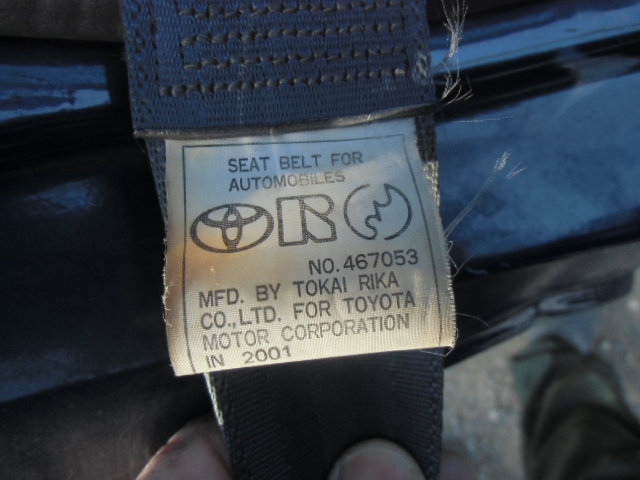 SEAT BELT FOR
AUTOMOBILES
NO. 467053
MFD. BY TOKAI RIKA
CO.,LTD. FOR TOYOTA
MOTOR CORPORATION
IN 2001